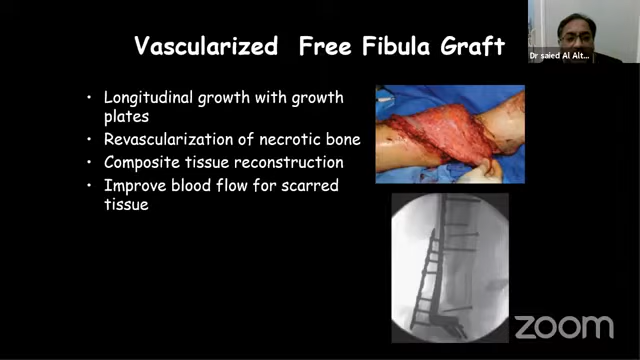 Vascularized Free Fibula Graft
Dr saied Al Alt...
• Longitudinal growth with growth
plates
• Revascularization of necrotic bone
• Composite tissue reconstruction
• Improve blood flow for scarred
tissue
zoom